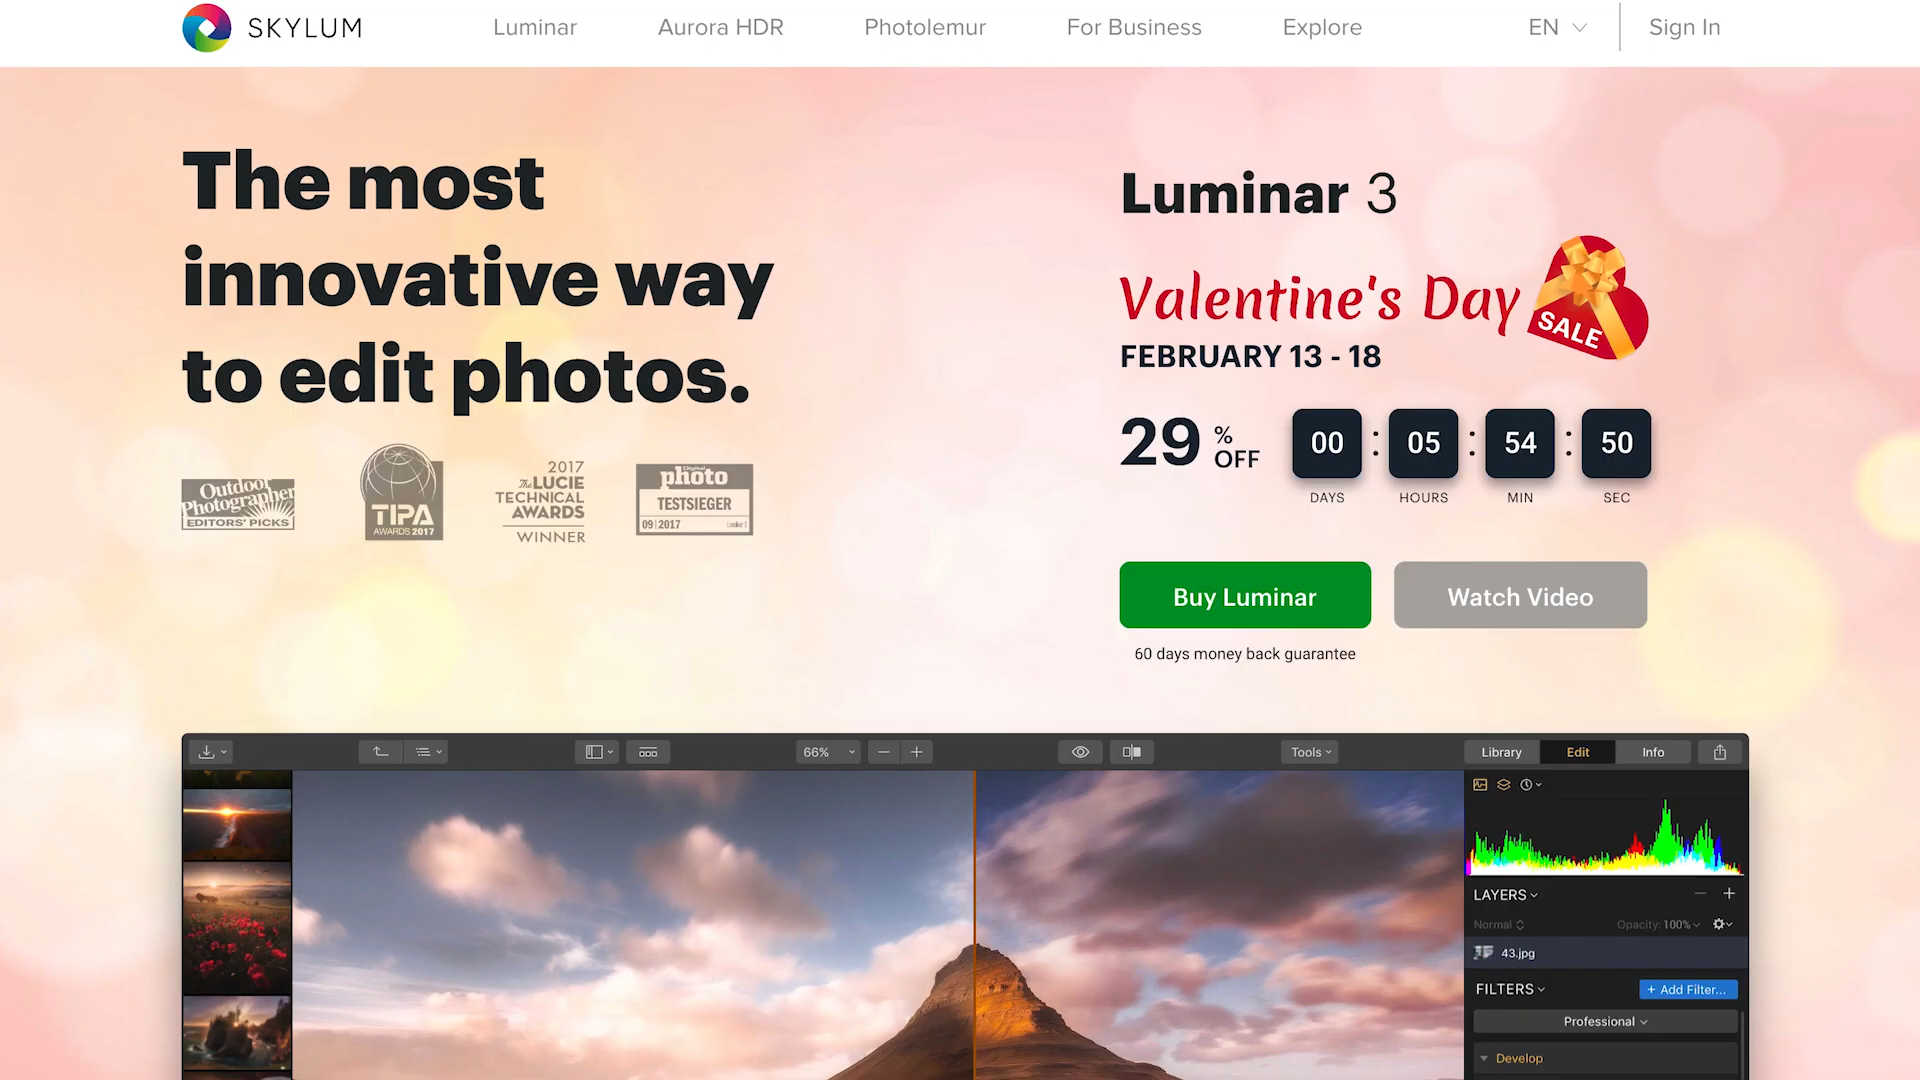 SKYLUM
Luminar
Aurora HDR
Photolemur
For Business
Explore
EN
Sign In
The most
innovative way
to edit photos.
Outdoor
Photographer
EDITORS' PICKS
TIPA
AWARDS 2017
2017
The LUCIE
TECHNICAL
AWARDS
WINNER
Digital
photo
TESTSIEGER
09 | 2017
Luminar 3
Valentine's Day
SALE
FEBRUARY 13 - 18
29 % OFF
00 : 05 : 54 : 50
DAYS HOURS MIN SEC
Buy Luminar
Watch Video
60 days money back guarantee
66%
Tools
Library
Edit
Info
LAYERS
Normal
Opacity: 100%
43.jpg
FILTERS
+ Add Filter...
Professional
Develop